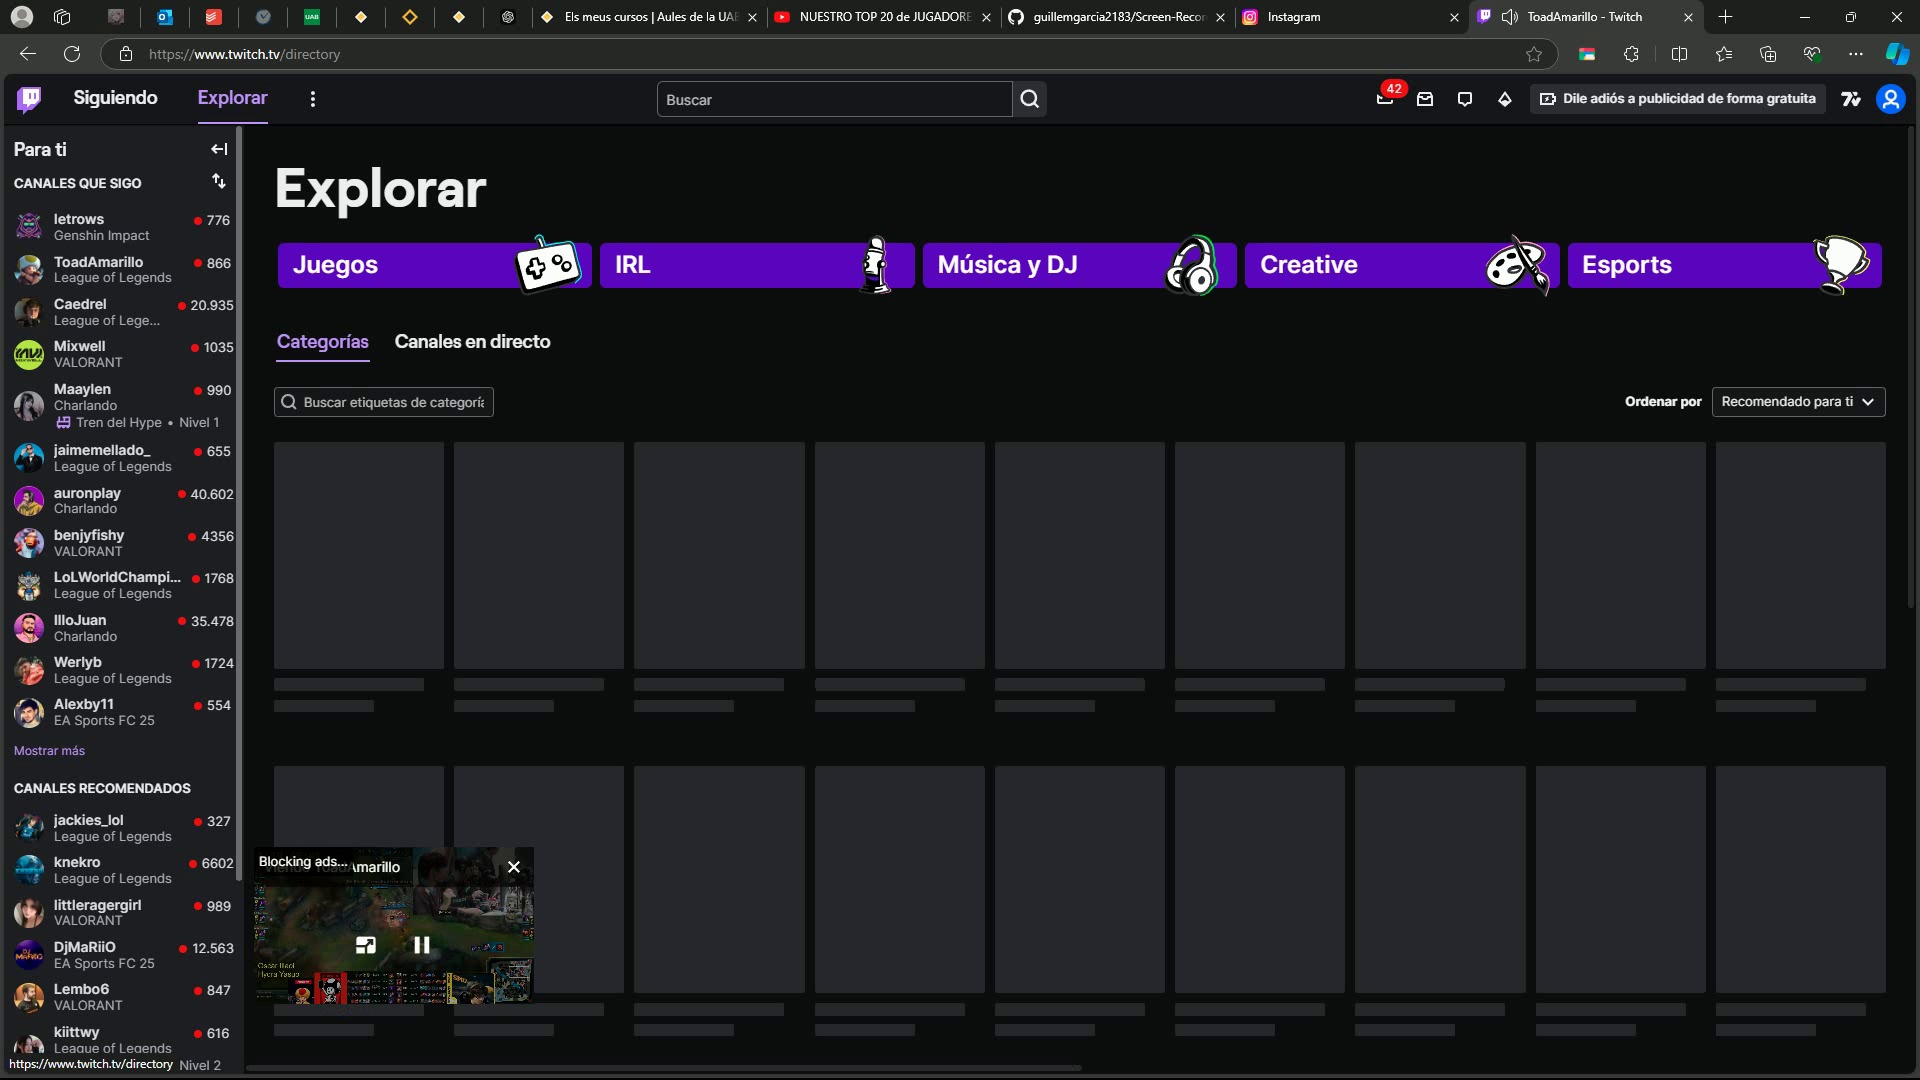 Els meus cursos | Aules de la UAB
NUESTRO TOP 20 de JUGADORE
guillemgarcia2183/Screen-Recor
Instagram
ToadAmarillo - Twitch
https://www.twitch.tv/directory
Siguiendo
Explorar
Buscar
42
Dile adiós a publicidad de forma gratuita
Para ti
CANALES QUE SIGO
letrows 776
Genshin Impact
ToadAmarillo 866
League of Legends
Caedrel 20.935
League of Lege...
Mixwell 1035
VALORANT
Maaylen 990
Charlando
Tren del Hype • Nivel 1
jaimemellado_ 655
League of Legends
auronplay 40.602
Charlando
benjyfishy 4356
VALORANT
LoLWorldChampi... 1768
League of Legends
IlloJuan 35.478
Charlando
Werlyb 1724
League of Legends
Alexby11 554
EA Sports FC 25
Mostrar más
CANALES RECOMENDADOS
jackies_lol 327
League of Legends
knekro 6602
League of Legends
littleragergirl 989
VALORANT
DjMaRiiO 12.563
EA Sports FC 25
Lembo6 847
VALORANT
kiittwy 616
League of Legends
https://www.twitch.tv/directory Nivel 2
Explorar
Juegos
IRL
Música y DJ
Creative
Esports
Categorías
Canales en directo
Buscar etiquetas de categoría
Ordenar por
Recomendado para ti
Blocking ads...
Viendo ToadAmarillo